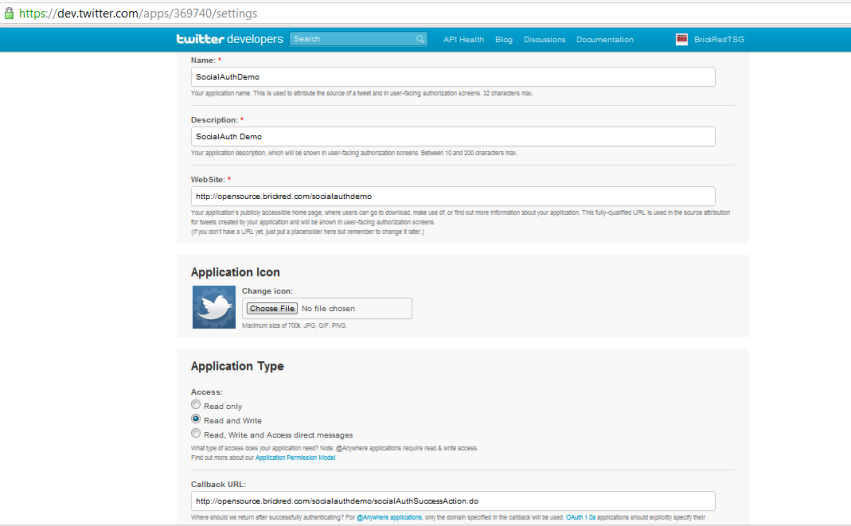 https://dev.twitter.com/apps/369740/settings
twitter developers Search API Health Blog Discussions Documentation BrickRedTSG
Name: *
SocialAuthDemo
Your application name. This is used to attribute the source of a tweet and in user-facing authorization screens. 32 characters max.
Description: *
SocialAuth Demo
Your application description, which will be shown in user-facing authorization screens. Between 10 and 200 characters max.
WebSite: *
http://opensource.brickred.com/socialauthdemo
Your application's publicly accessible home page, where users can go to download, make use of, or find out more information about your application. This fully-qualified URL is used in the source attribution
for tweets created by your application and will be shown in user-facing authorization screens.
(If you don't have a URL yet, just put a placeholder here but remember to change it later.)
Application Icon
Change icon:
Choose File No file chosen
Maximum size of 700k. JPG, GIF, PNG.
Application Type
Access:
Read only
Read and Write
Read, Write and Access direct messages
What type of access does your application need? Note: @Anywhere applications require read & write access.
Find out more about our Application Permission Model.
Callback URL:
http://opensource.brickred.com/socialauthdemo/socialAuthSuccessAction.do
Where should we return after successfully authenticating? For @Anywhere applications, only the domain specified in the callback will be used. OAuth 1.0a applications should explicitly specify their